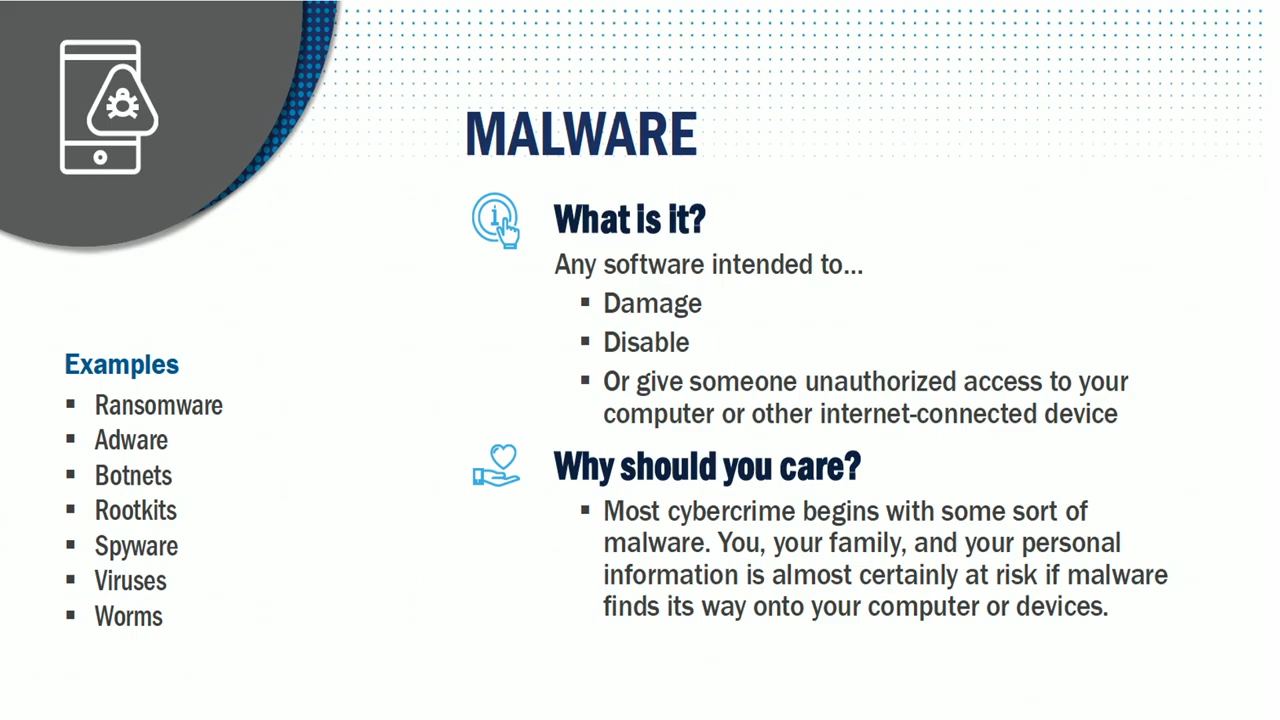 MALWARE
What is it?
Any software intended to...
▪ Damage
▪ Disable
▪ Or give someone unauthorized access to your
computer or other internet-connected device
Why should you care?
▪ Most cybercrime begins with some sort of
malware. You, your family, and your personal
information is almost certainly at risk if malware
finds its way onto your computer or devices.
Examples
▪ Ransomware
▪ Adware
▪ Botnets
▪ Rootkits
▪ Spyware
▪ Viruses
▪ Worms